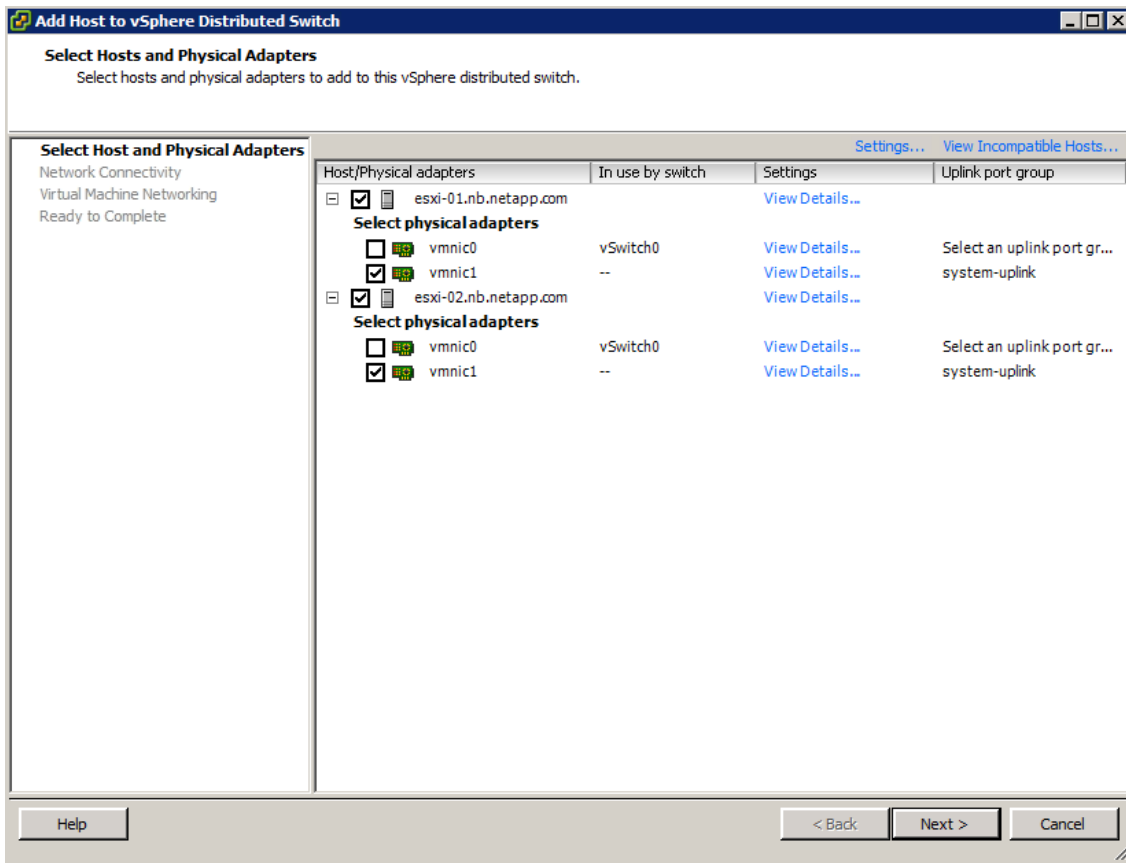 Add Host to vSphere Distributed Switch
Select Hosts and Physical Adapters
Select hosts and physical adapters to add to this vSphere distributed switch.
Select Host and Physical Adapters
Network Connectivity
Virtual Machine Networking
Ready to Complete
Settings... View Incompatible Hosts...
Host/Physical adapters In use by switch Settings Uplink port group
esxi-01.nb.netapp.com View Details...
Select physical adapters
vmnic0 vSwitch0 View Details... Select an uplink port gr...
vmnic1 -- View Details... system-uplink
esxi-02.nb.netapp.com View Details...
Select physical adapters
vmnic0 vSwitch0 View Details... Select an uplink port gr...
vmnic1 -- View Details... system-uplink
Help < Back Next > Cancel